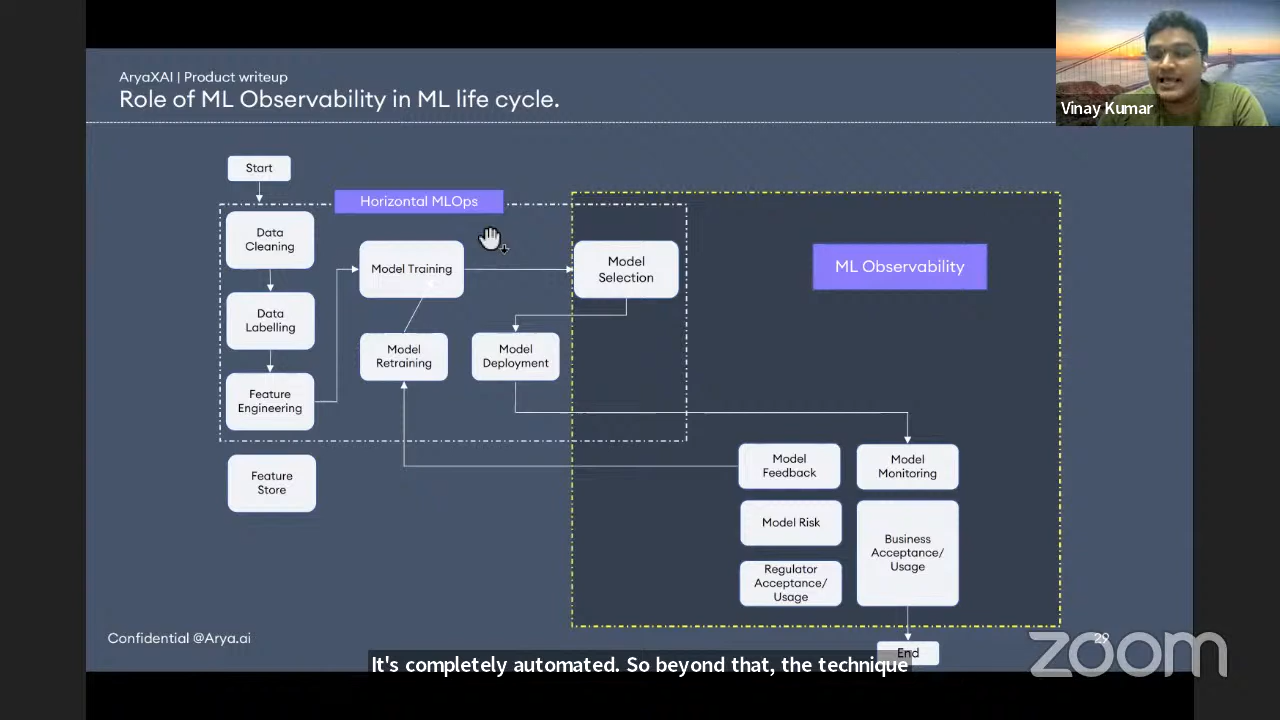 AryaXAI | Product writeup
Role of ML Observability in ML life cycle.
Vinay Kumar
Start
Horizontal MLOps
Data
Cleaning
Model Training
Model
Selection
ML Observability
Data
Labelling
Model
Retraining
Model
Deployment
Feature
Engineering
Feature
Store
Model
Feedback
Model
Monitoring
Model Risk
Business
Acceptance/
Usage
Regulator
Acceptance/
Usage
End
Confidential @Arya.ai
29
zoom
It's completely automated. So beyond that, the technique